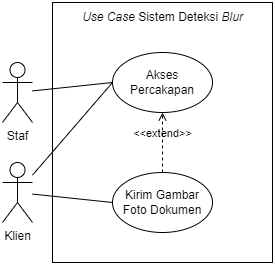 Use Case Sistem Deteksi Blur
Akses
Percakapan
Staf
<<extend>>
Kirim Gambar
Foto Dokumen
Klien